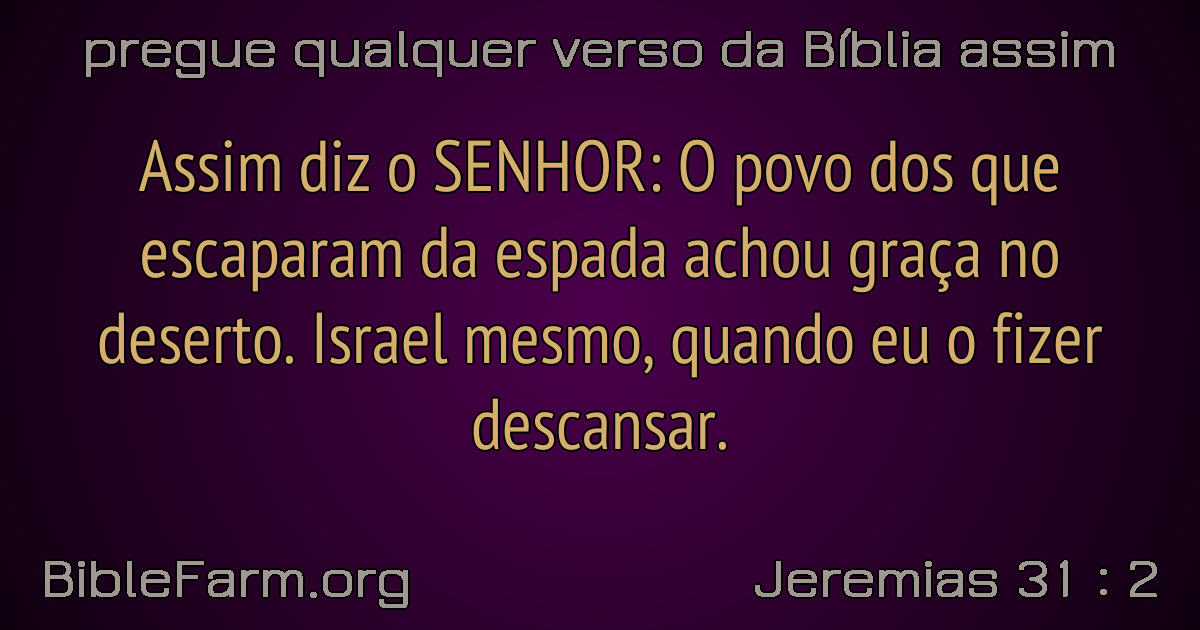 pregue qualquer verso da Bíblia assim
Assim diz o SENHOR: O povo dos que
escaparam da espada achou graça no
deserto. Israel mesmo, quando eu o fizer
descansar.
BibleFarm.org
Jeremias 31 : 2